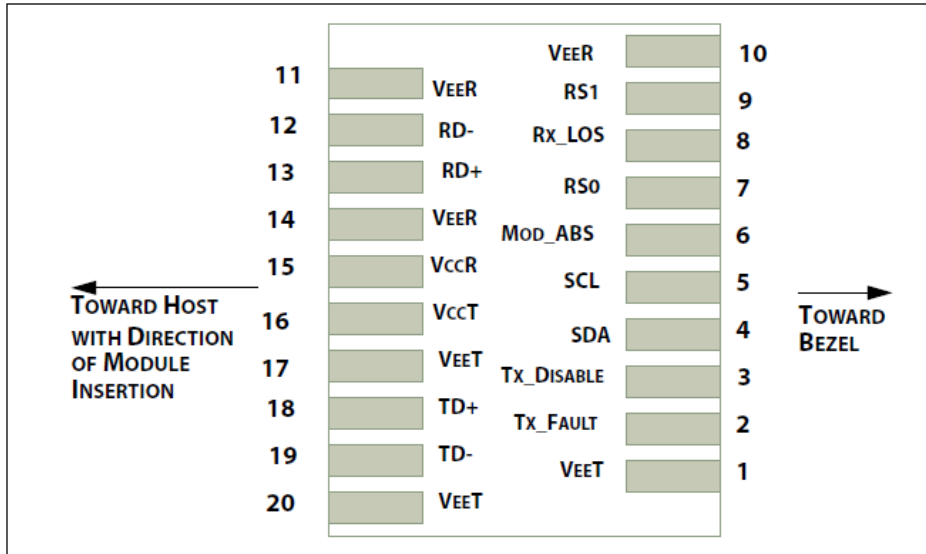 11 VEER
12 RD-
13 RD+
14 VEER
15 VCCR
16 VCCT
17 VEET
18 TD+
19 TD-
20 VEET
VEER 10
RS1 9
RX_LOS 8
RS0 7
MOD_ABS 6
SCL 5
SDA 4
TX_DISABLE 3
TX_FAULT 2
VEET 1
TOWARD HOST
WITH DIRECTION
OF MODULE
INSERTION
TOWARD
BEZEL